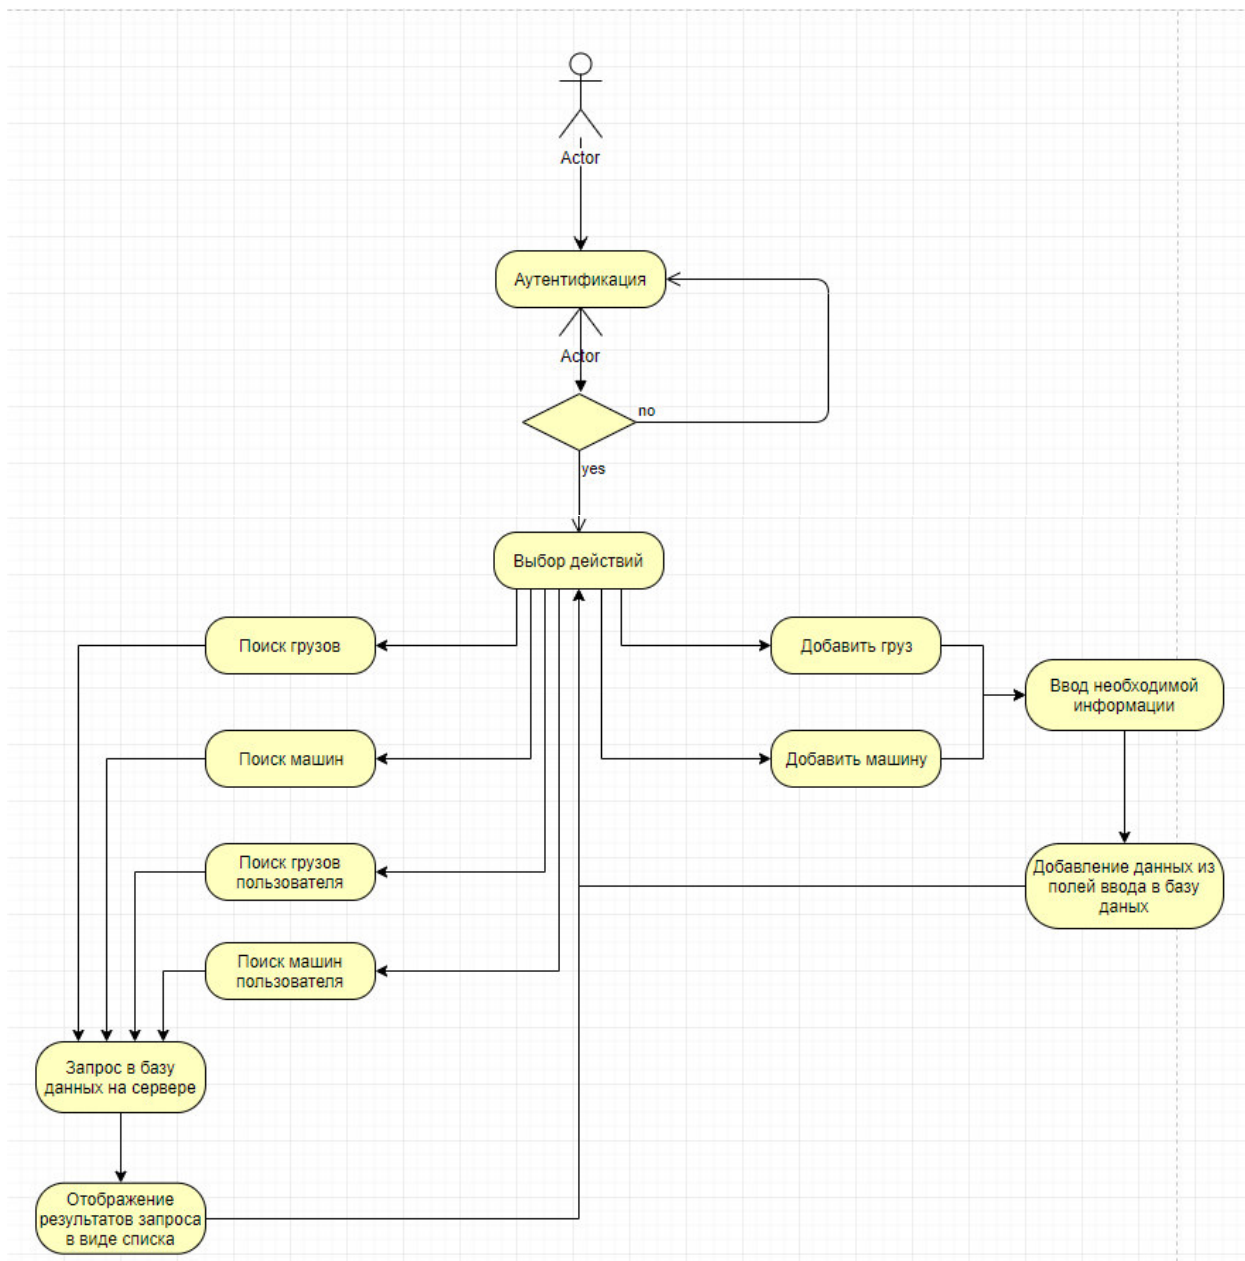 Actor
Аутентификация
Actor
no
yes
Выбор действий
Поиск грузов
Добавить груз
Ввод необходимой
информации
Поиск машин
Добавить машину
Поиск грузов
пользователя
Добавление данных из
полей ввода в базу
даных
Поиск машин
пользователя
Запрос в базу
данных на сервере
Отображение
результатов запроса
в виде списка